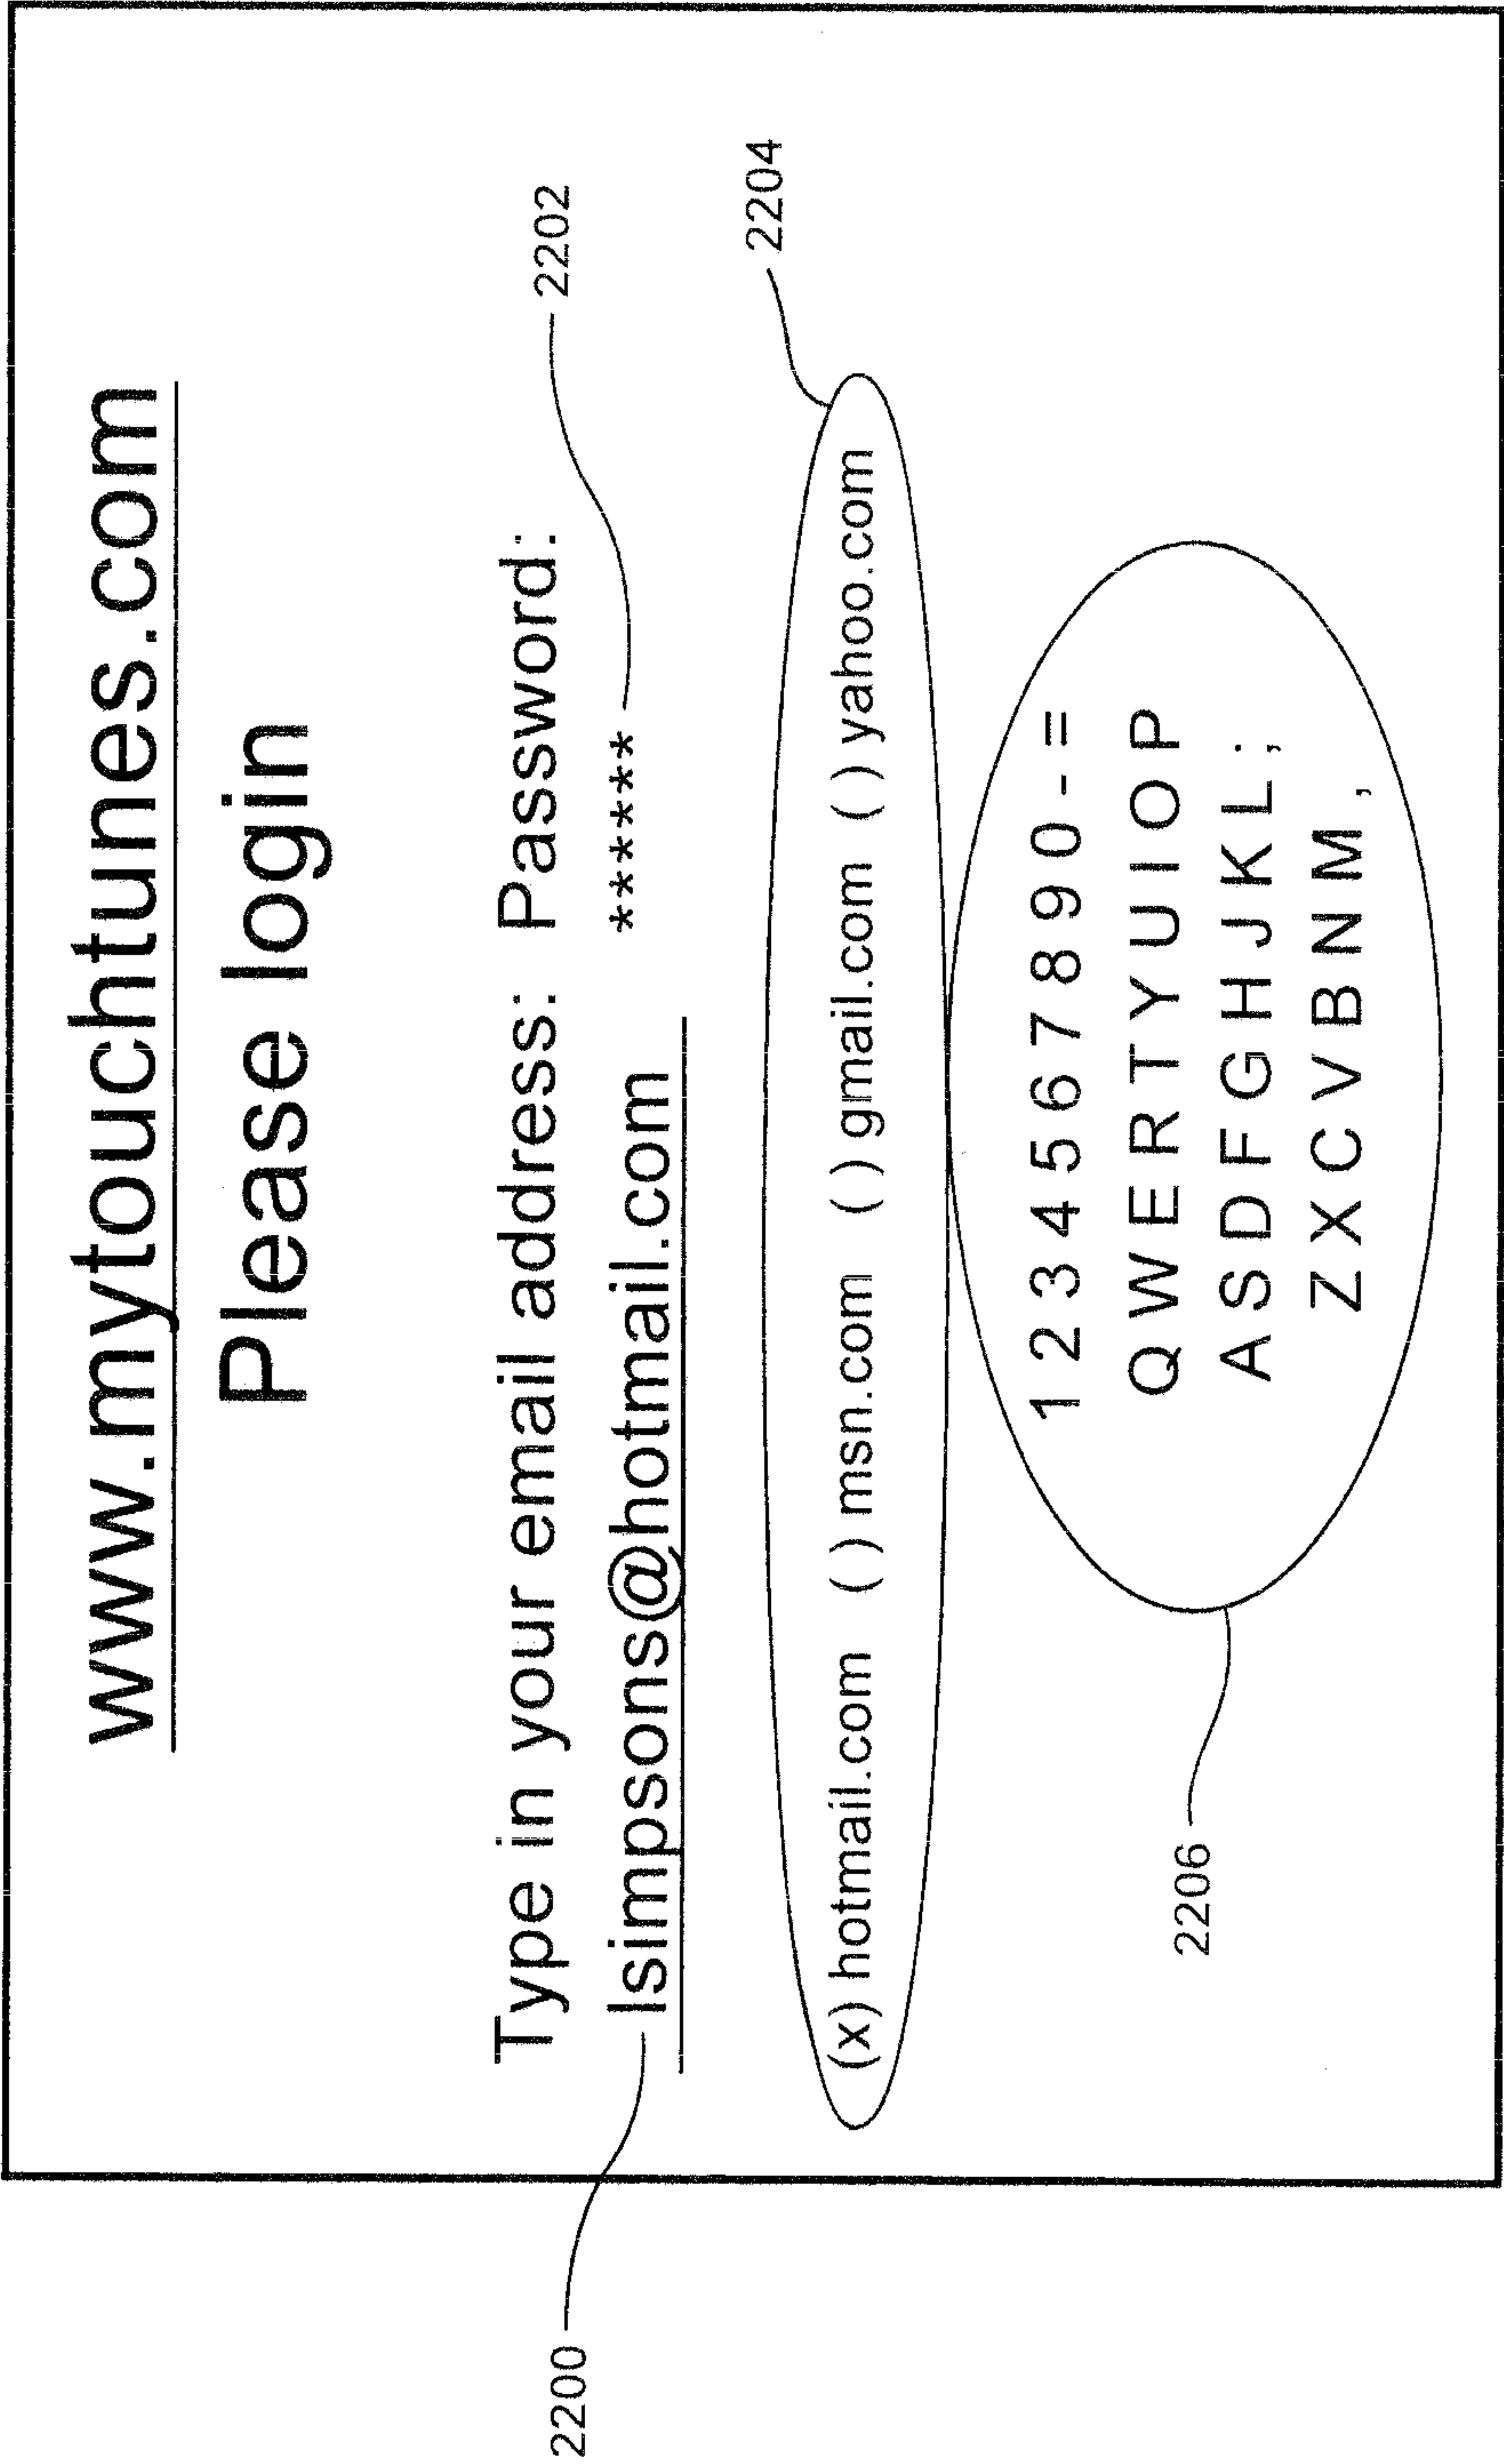 www.mytouchtunes.com
Please login
Type in your email address: Password:
2200 lsimpsons@hotmail.com ****** 2202
(x) hotmail.com ( ) msn.com ( ) gmail.com ( ) yahoo.com 2204
1 2 3 4 5 6 7 8 9 0 - =
Q W E R T Y U I O P
A S D F G H J K L ;
Z X C V B N M ,
2206